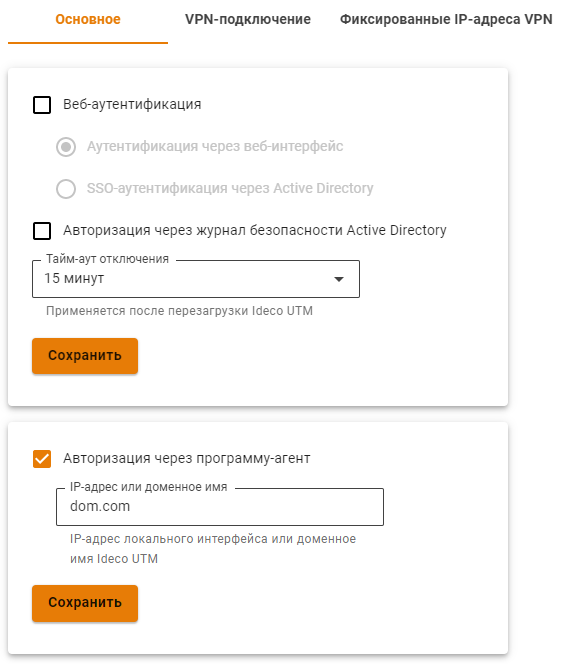 Основное VPN-подключение Фиксированные IP-адреса VPN
Веб-аутентификация
Аутентификация через веб-интерфейс
SSO-аутентификация через Active Directory
Авторизация через журнал безопасности Active Directory
Тайм-аут отключения
15 минут
Применяется после перезагрузки Ideco UTM
Сохранить
Авторизация через программу-агент
IP-адрес или доменное имя
dom.com
IP-адрес локального интерфейса или доменное
имя Ideco UTM
Сохранить